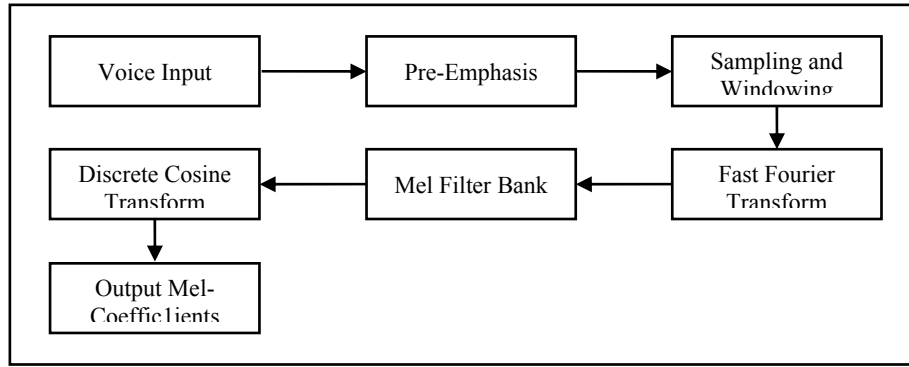 Voice Input
Pre-Emphasis
Sampling and
Windowing
Fast Fourier
Transform
Mel Filter Bank
Discrete Cosine
Transform
Output Mel-
Coeffic1ients